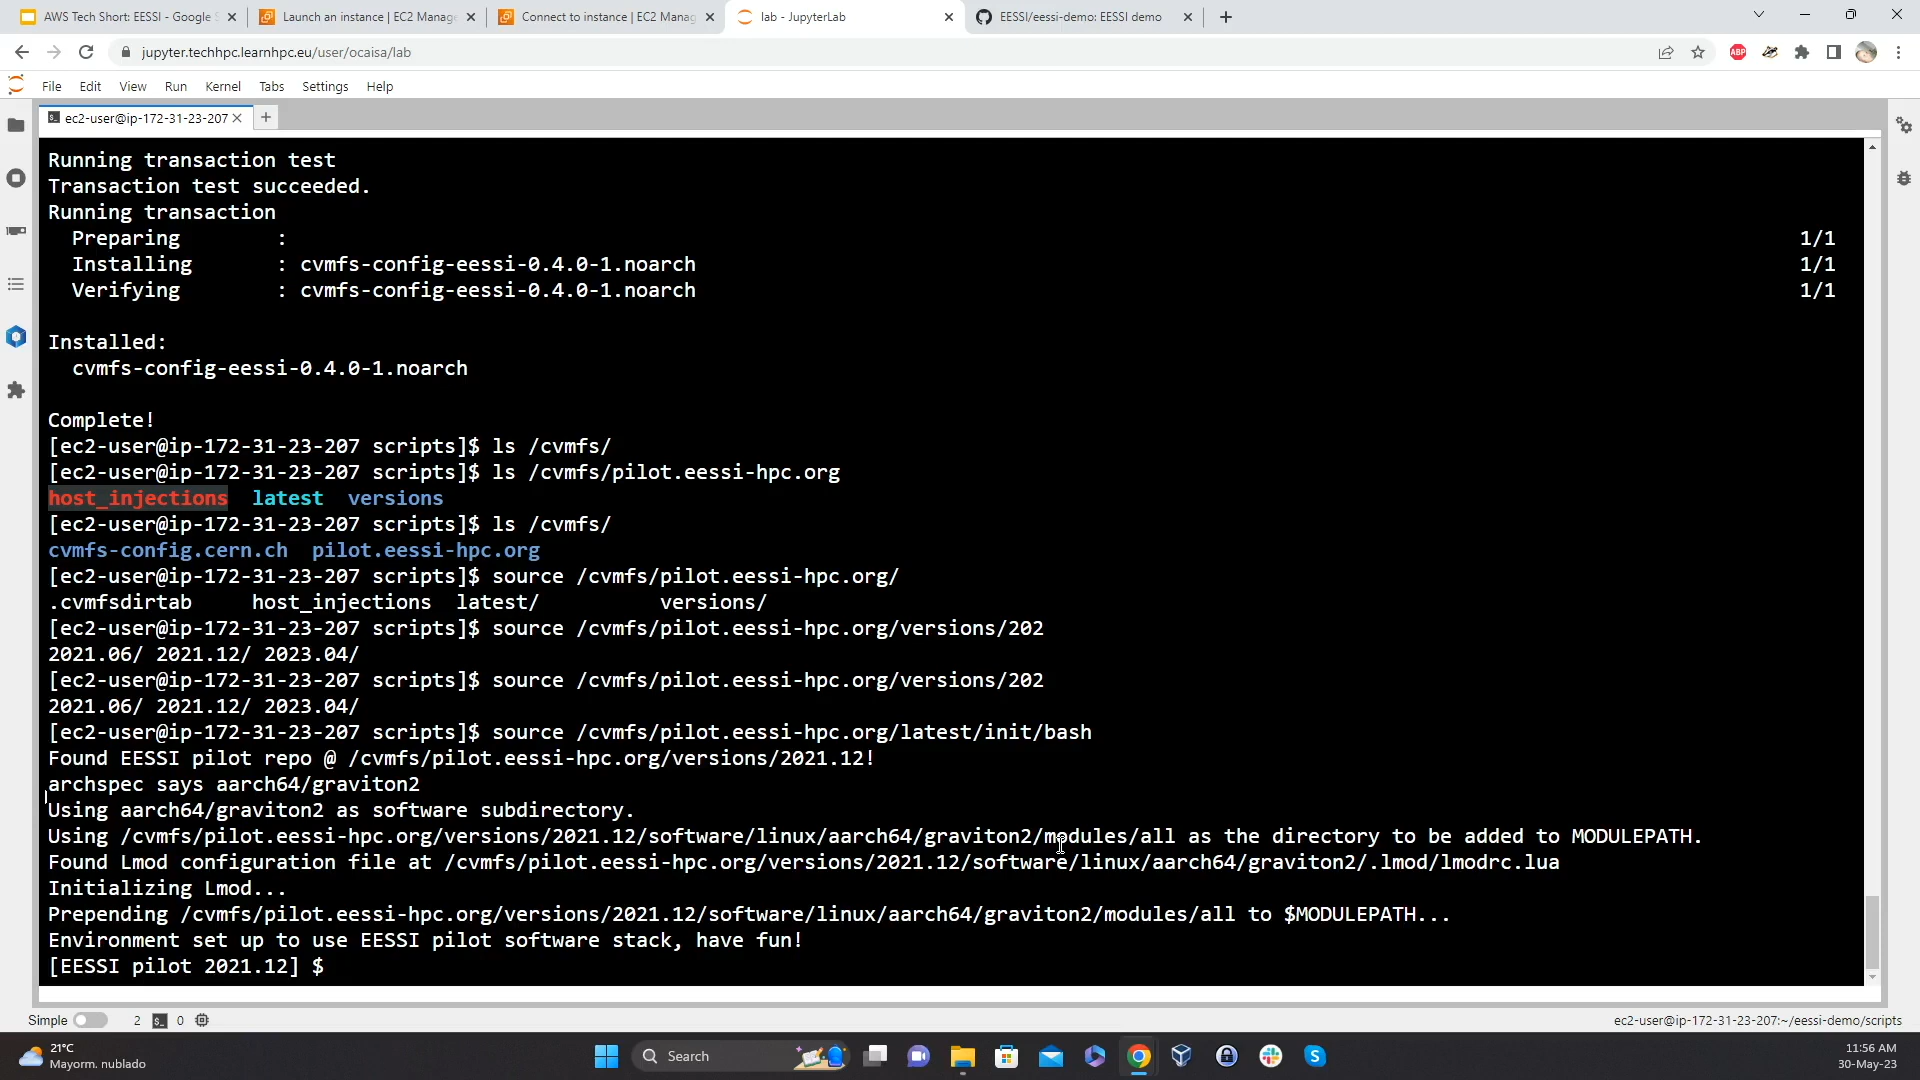 AWS Tech Short: EESSI - Google S
Launch an instance | EC2 Manage
Connect to instance | EC2 Manag
lab - JupyterLab
EESSI/eessi-demo: EESSI demo
jupyter.techhpc.learnhpc.eu/user/ocaisa/lab
ABP
File Edit View Run Kernel Tabs Settings Help
ec2-user@ip-172-31-23-207
Running transaction test
Transaction test succeeded.
Running transaction
Preparing : 1/1
Installing : cvmfs-config-eessi-0.4.0-1.noarch 1/1
Verifying : cvmfs-config-eessi-0.4.0-1.noarch 1/1
Installed:
cvmfs-config-eessi-0.4.0-1.noarch
Complete!
[ec2-user@ip-172-31-23-207 scripts]$ ls /cvmfs/
[ec2-user@ip-172-31-23-207 scripts]$ ls /cvmfs/pilot.eessi-hpc.org
host_injections latest versions
[ec2-user@ip-172-31-23-207 scripts]$ ls /cvmfs/
cvmfs-config.cern.ch pilot.eessi-hpc.org
[ec2-user@ip-172-31-23-207 scripts]$ source /cvmfs/pilot.eessi-hpc.org/
.cvmfsdirtab host_injections latest/ versions/
[ec2-user@ip-172-31-23-207 scripts]$ source /cvmfs/pilot.eessi-hpc.org/versions/202
2021.06/ 2021.12/ 2023.04/
[ec2-user@ip-172-31-23-207 scripts]$ source /cvmfs/pilot.eessi-hpc.org/versions/202
2021.06/ 2021.12/ 2023.04/
[ec2-user@ip-172-31-23-207 scripts]$ source /cvmfs/pilot.eessi-hpc.org/latest/init/bash
Found EESSI pilot repo @ /cvmfs/pilot.eessi-hpc.org/versions/2021.12!
archspec says aarch64/graviton2
Using aarch64/graviton2 as software subdirectory.
Using /cvmfs/pilot.eessi-hpc.org/versions/2021.12/software/linux/aarch64/graviton2/modules/all as the directory to be added to MODULEPATH.
Found Lmod configuration file at /cvmfs/pilot.eessi-hpc.org/versions/2021.12/software/linux/aarch64/graviton2/.lmod/lmodrc.lua
Initializing Lmod...
Prepending /cvmfs/pilot.eessi-hpc.org/versions/2021.12/software/linux/aarch64/graviton2/modules/all to $MODULEPATH...
Environment set up to use EESSI pilot software stack, have fun!
[EESSI pilot 2021.12] $
Simple 2 0 ec2-user@ip-172-31-23-207:~/eessi-demo/scripts
21°C
Mayorm. nublado
Search
11:56 AM
30-May-23